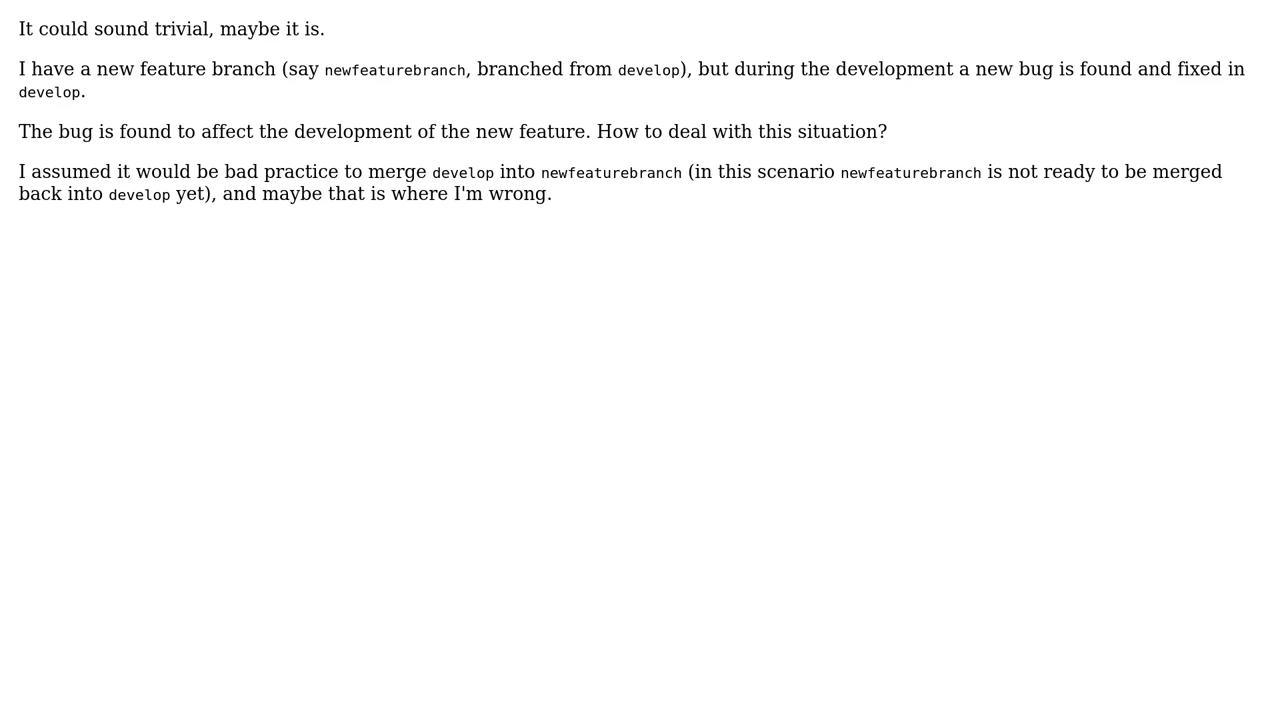 It could sound trivial, maybe it is.
I have a new feature branch (say newfeaturebranch, branched from develop), but during the development a new bug is found and fixed in
develop.
The bug is found to affect the development of the new feature. How to deal with this situation?
I assumed it would be bad practice to merge develop into newfeaturebranch (in this scenario newfeaturebranch is not ready to be merged
back into develop yet), and maybe that is where I'm wrong.